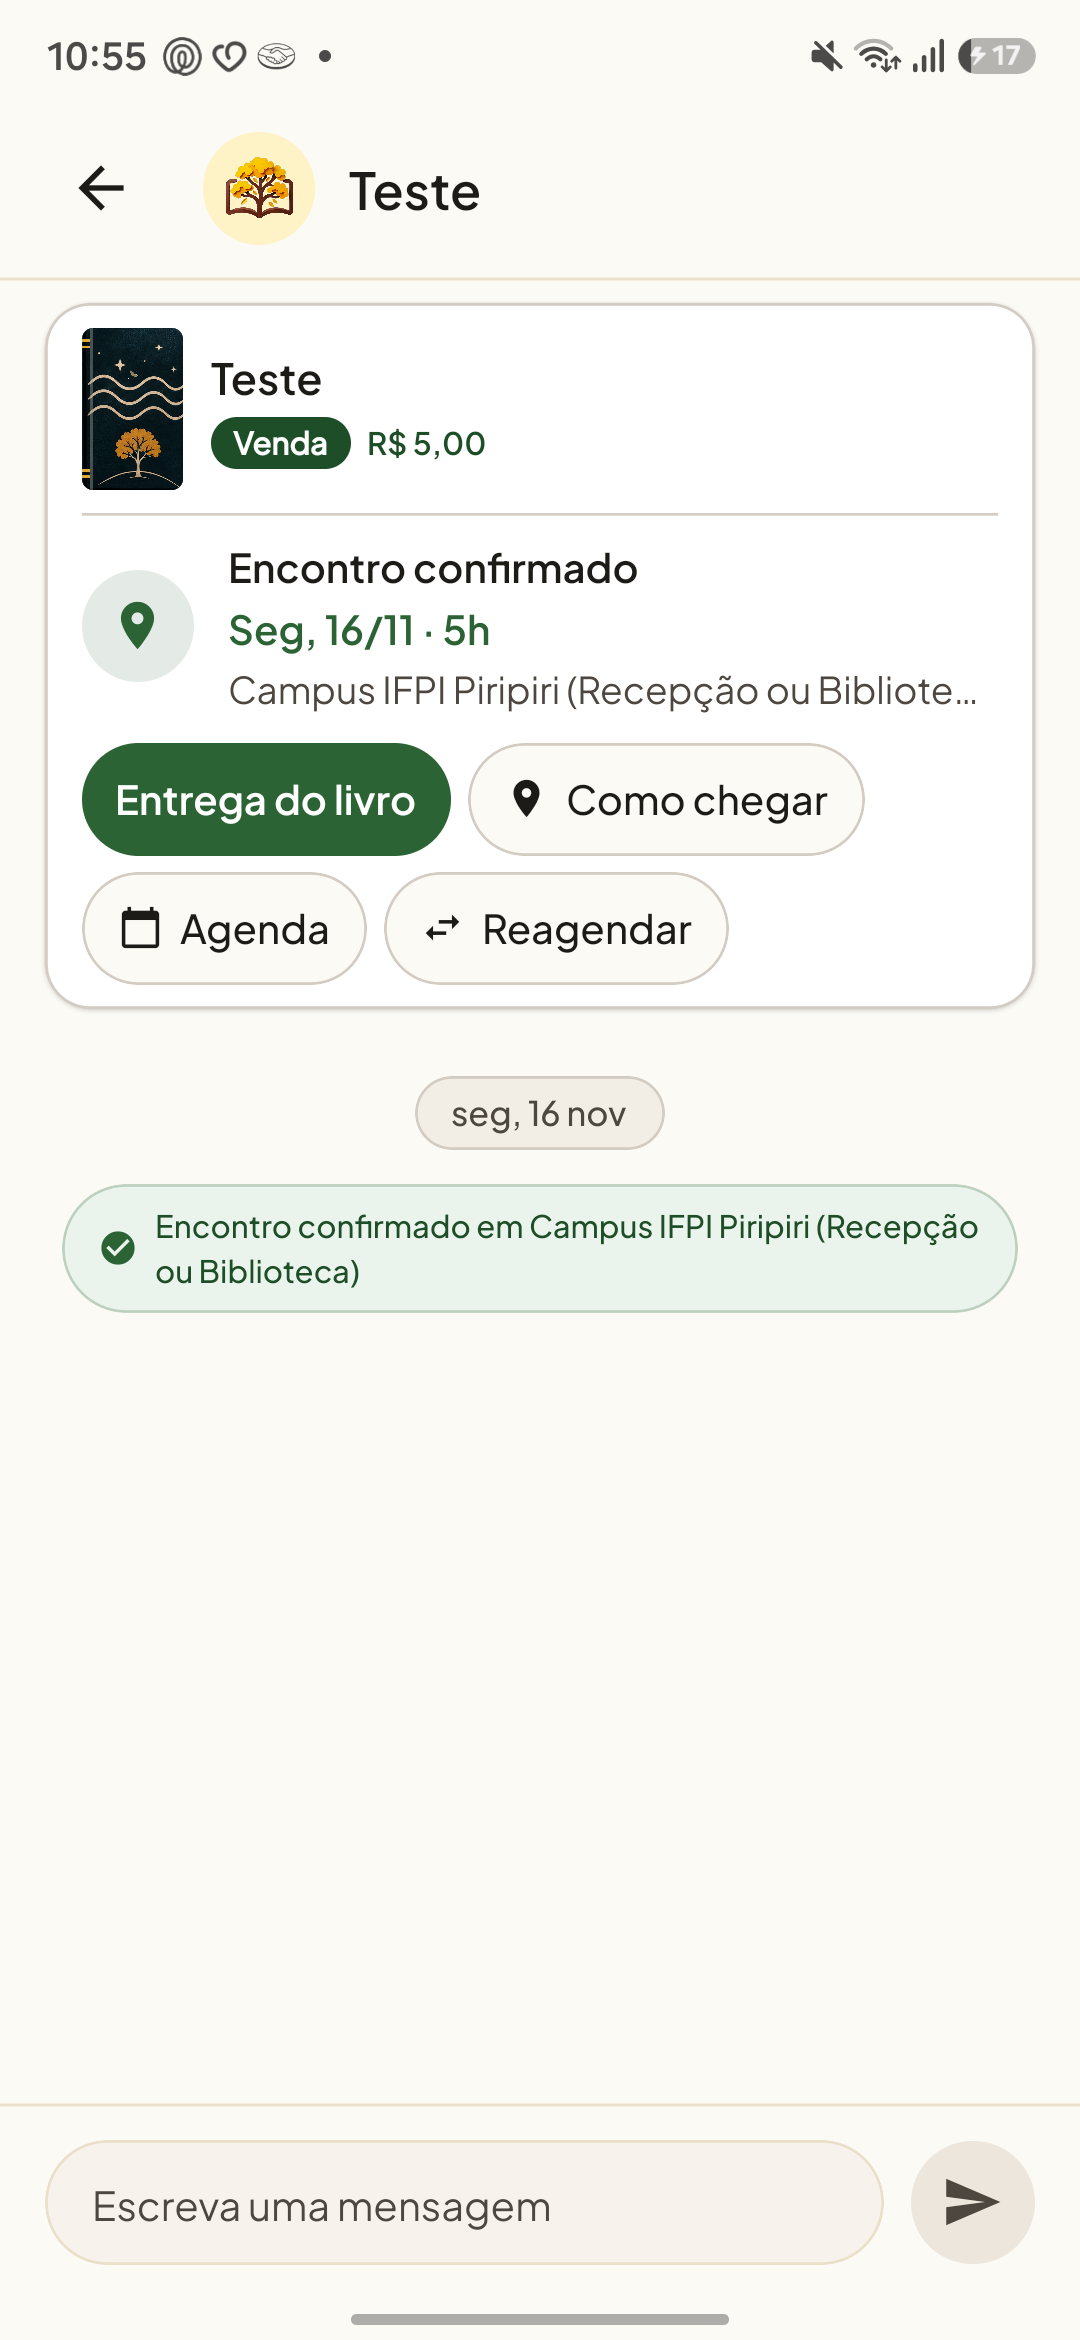 10:55
17
Teste
Teste
Venda R$ 5,00
Encontro confirmado
Seg, 16/11 · 5h
Campus IFPI Piripiri (Recepção ou Bibliote...
Entrega do livro
Como chegar
Agenda
Reagendar
seg, 16 nov
Encontro confirmado em Campus IFPI Piripiri (Recepção
ou Biblioteca)
Escreva uma mensagem